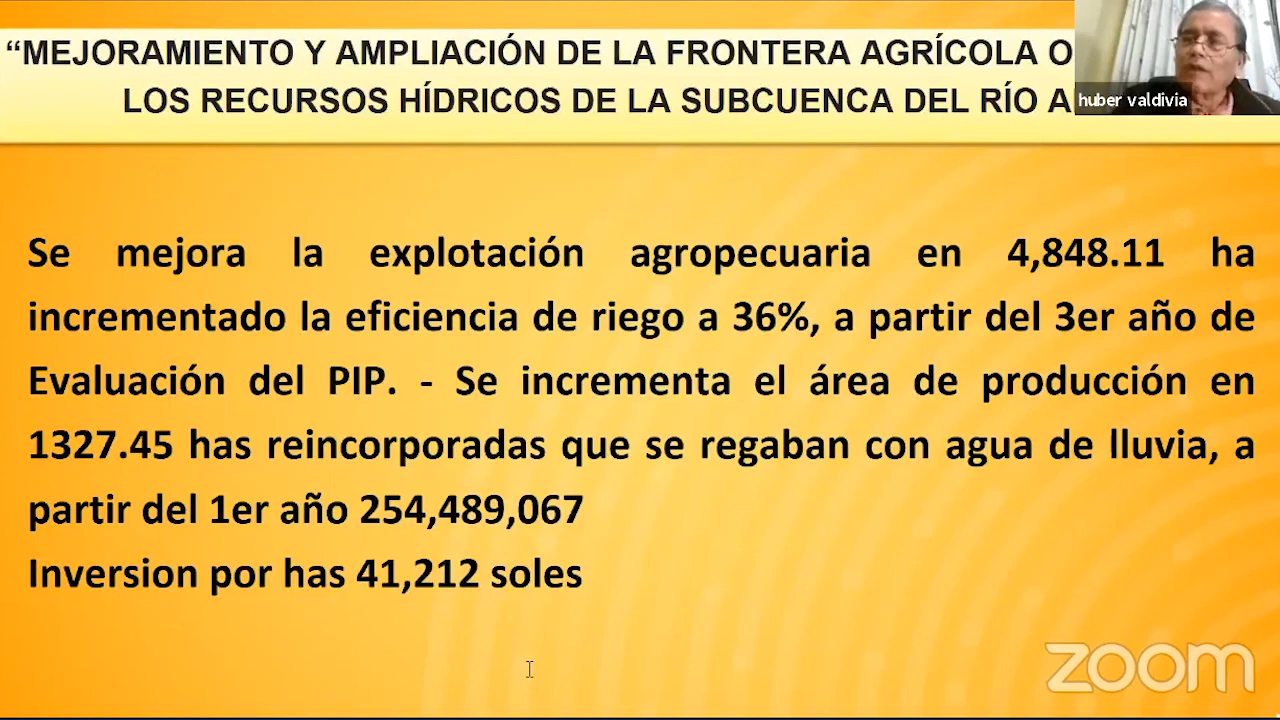 “MEJORAMIENTO Y AMPLIACIÓN DE LA FRONTERA AGRÍCOLA
LOS RECURSOS HÍDRICOS DE LA SUBCUENCA DEL RÍO
huber valdivia
Se mejora la explotación agropecuaria en 4,848.11 ha
incrementado la eficiencia de riego a 36%, a partir del 3er año de
Evaluación del PIP. - Se incrementa el área de producción en
1327.45 has reincorporadas que se regaban con agua de lluvia, a
partir del 1er año 254,489,067
Inversion por has 41,212 soles
zoom